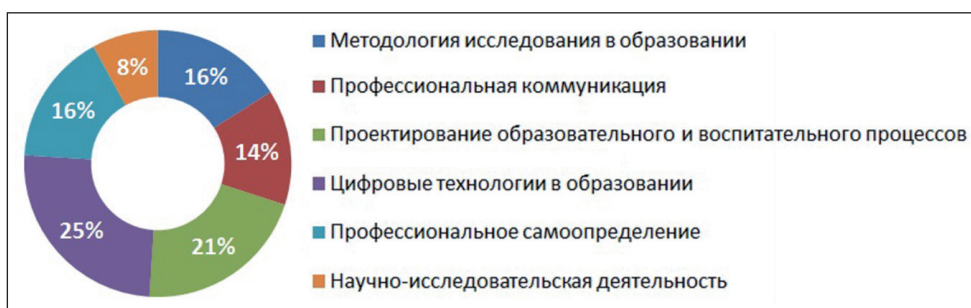 8%
16%
16%
14%
25%
21%
Методология исследования в образовании
Профессиональная коммуникация
Проектирование образовательного и воспитательного процессов
Цифровые технологии в образовании
Профессиональное самоопределение
Научно-исследовательская деятельность